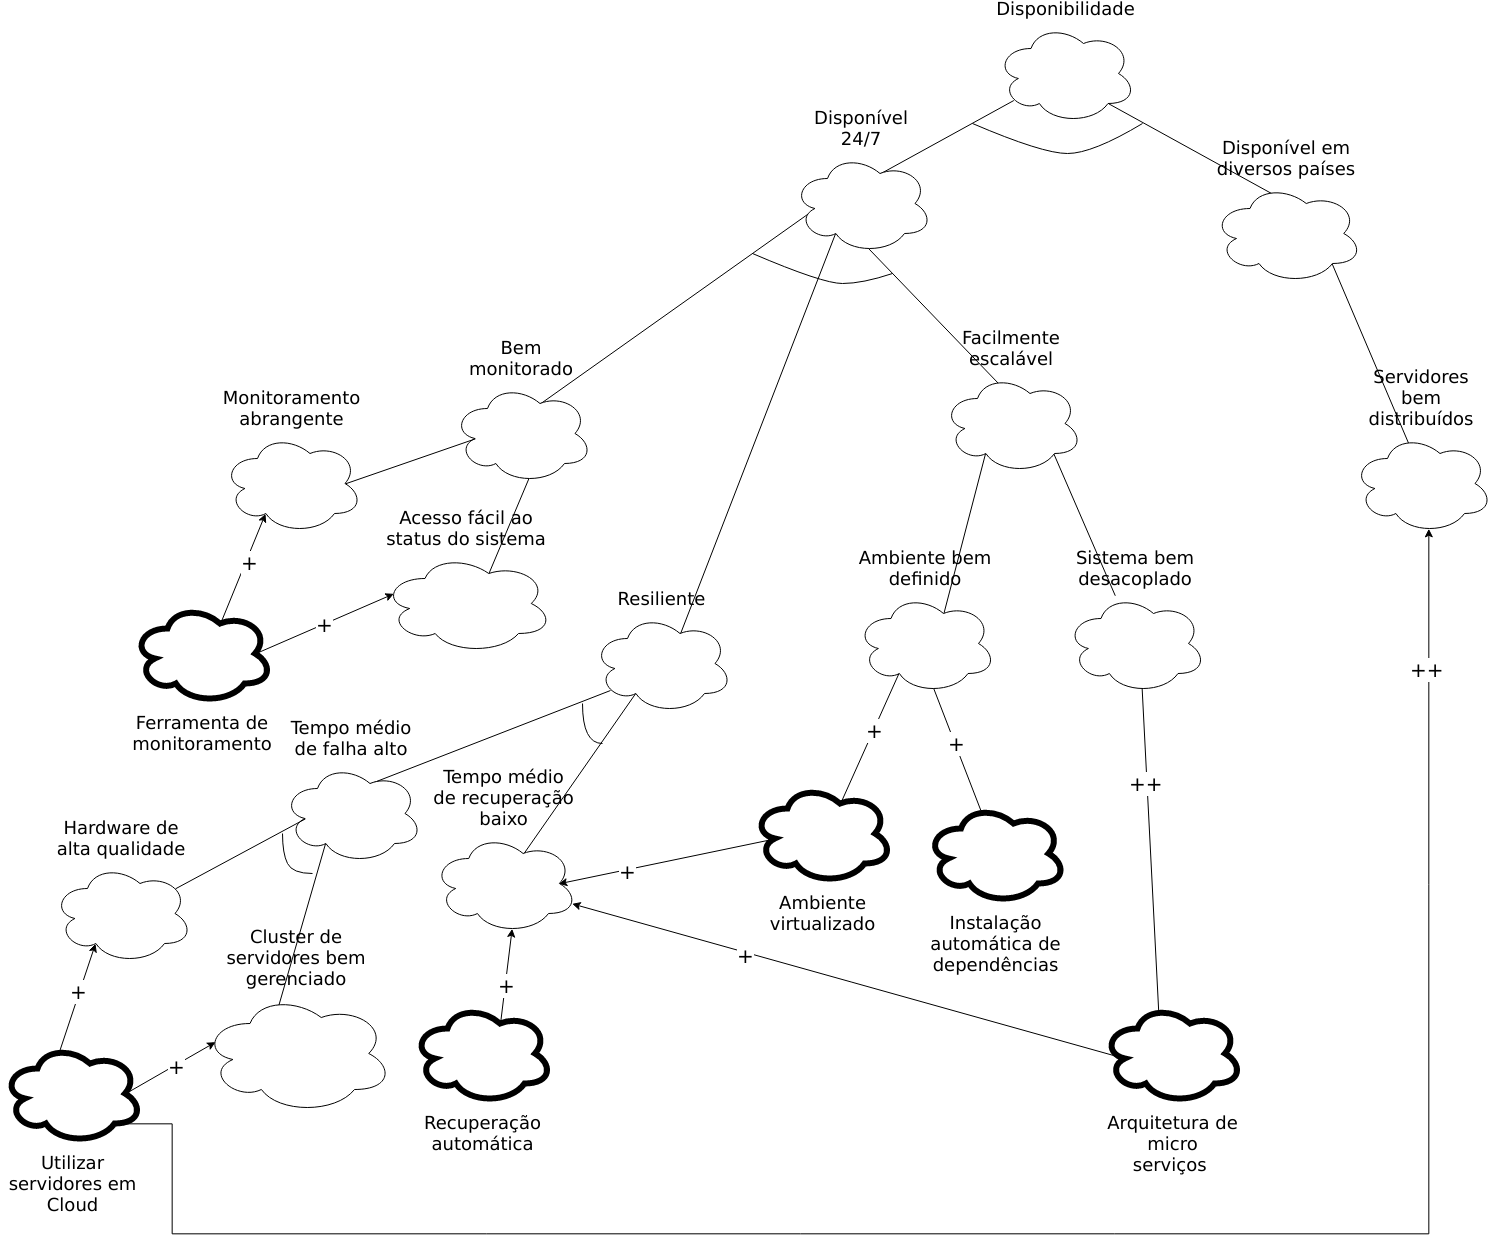 Disponibilidade
Disponível
24/7
Disponível em
diversos países
Bem
monitorado
Facilmente
escalável
Servidores
bem
distribuídos
Monitoramento
abrangente
Acesso fácil ao
status do sistema
Ambiente bem
definido
Sistema bem
desacoplado
+
+
Resiliente
++
Ferramenta de
monitoramento
Tempo médio
de falha alto
+
+
Tempo médio
de recuperação
baixo
++
Hardware de
alta qualidade
+
Ambiente
virtualizado
Instalação
automática de
dependências
Cluster de
servidores bem
gerenciado
+
+
+
+
Recuperação
automática
Arquitetura de
micro
serviços
Utilizar
servidores em
Cloud